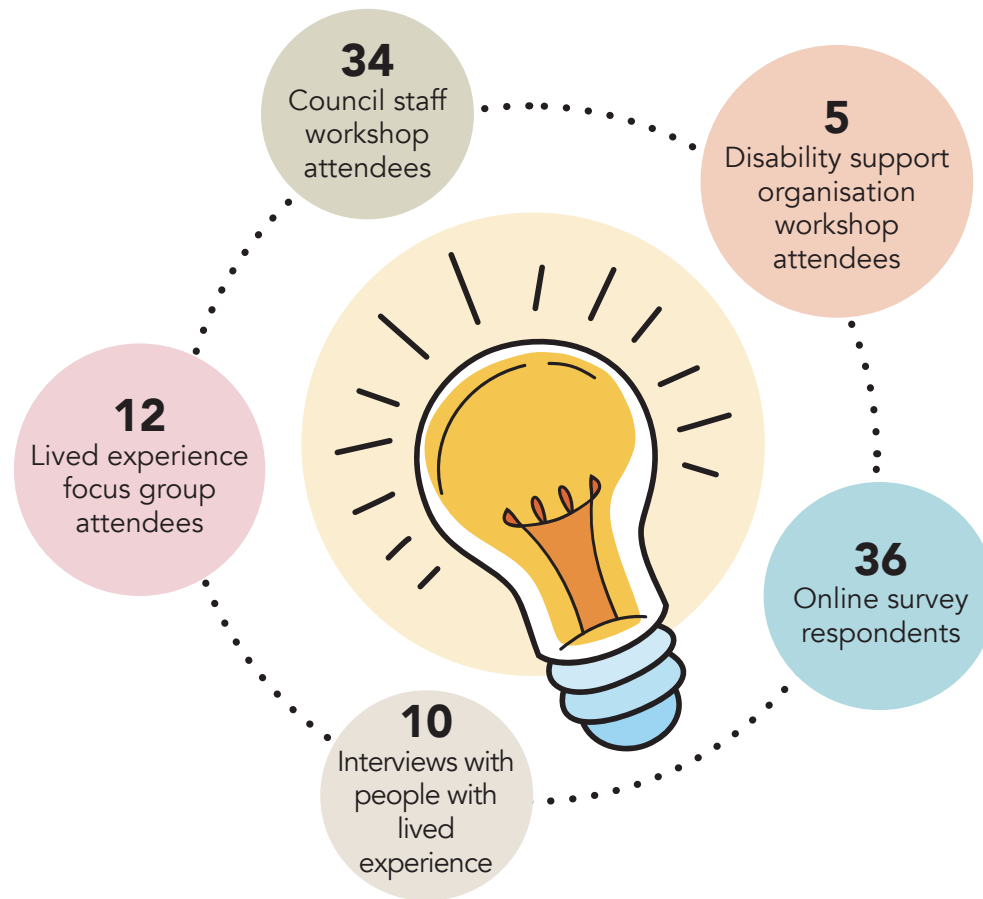 34
Council staff
workshop
attendees
5
Disability support
organisation
workshop
attendees
12
Lived experience
focus group
attendees
36
Online survey
respondents
10
Interviews with
people with
lived
experience